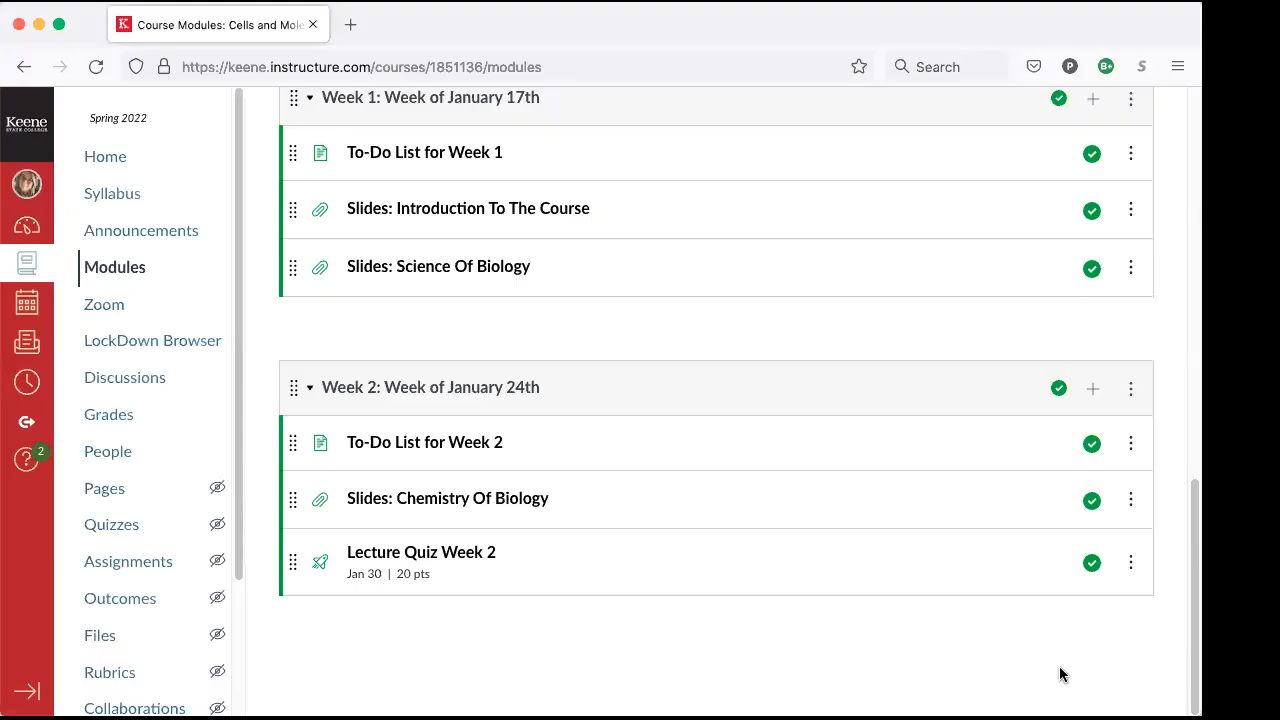 Course Modules: Cells and Mole
https://keene.instructure.com/courses/1851136/modules
Search
P
B+
S
Keene
STATE COLLEGE
2
Spring 2022
Home
Syllabus
Announcements
Modules
Zoom
LockDown Browser
Discussions
Grades
People
Pages
Quizzes
Assignments
Outcomes
Files
Rubrics
Collaborations
Week 1: Week of January 17th
To-Do List for Week 1
Slides: Introduction To The Course
Slides: Science Of Biology
Week 2: Week of January 24th
To-Do List for Week 2
Slides: Chemistry Of Biology
Lecture Quiz Week 2
Jan 30 | 20 pts